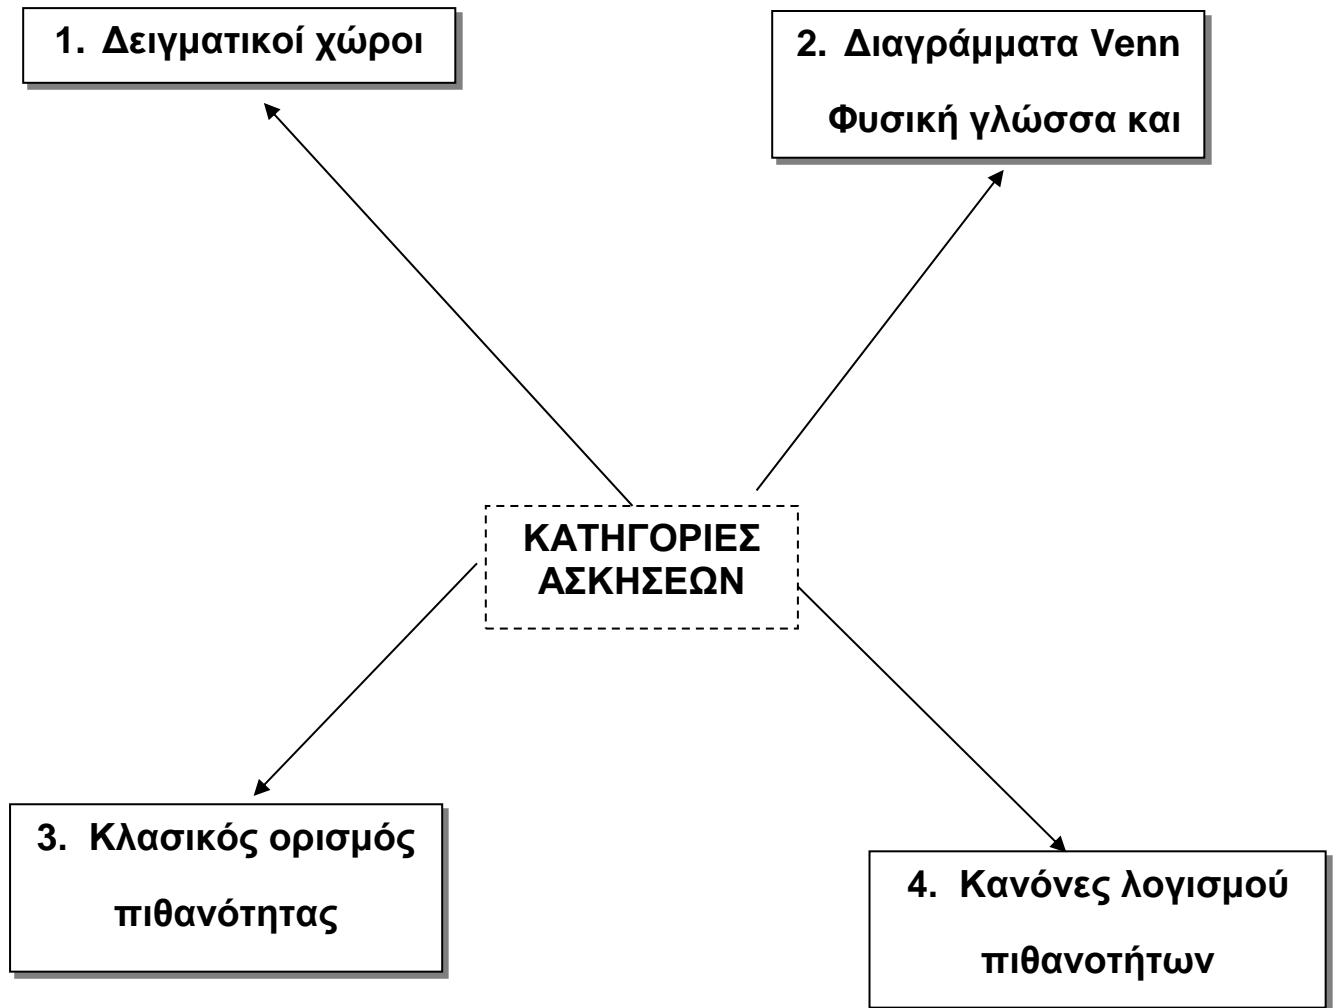 1. Δειγματικοί χώροι
2. Διαγράμματα Venn
Φυσική γλώσσα και
ΚΑΤΗΓΟΡΙΕΣ
ΑΣΚΗΣΕΩΝ
3. Κλασικός ορισμός
πιθανότητας
4. Κανόνες λογισμού
πιθανοτήτων